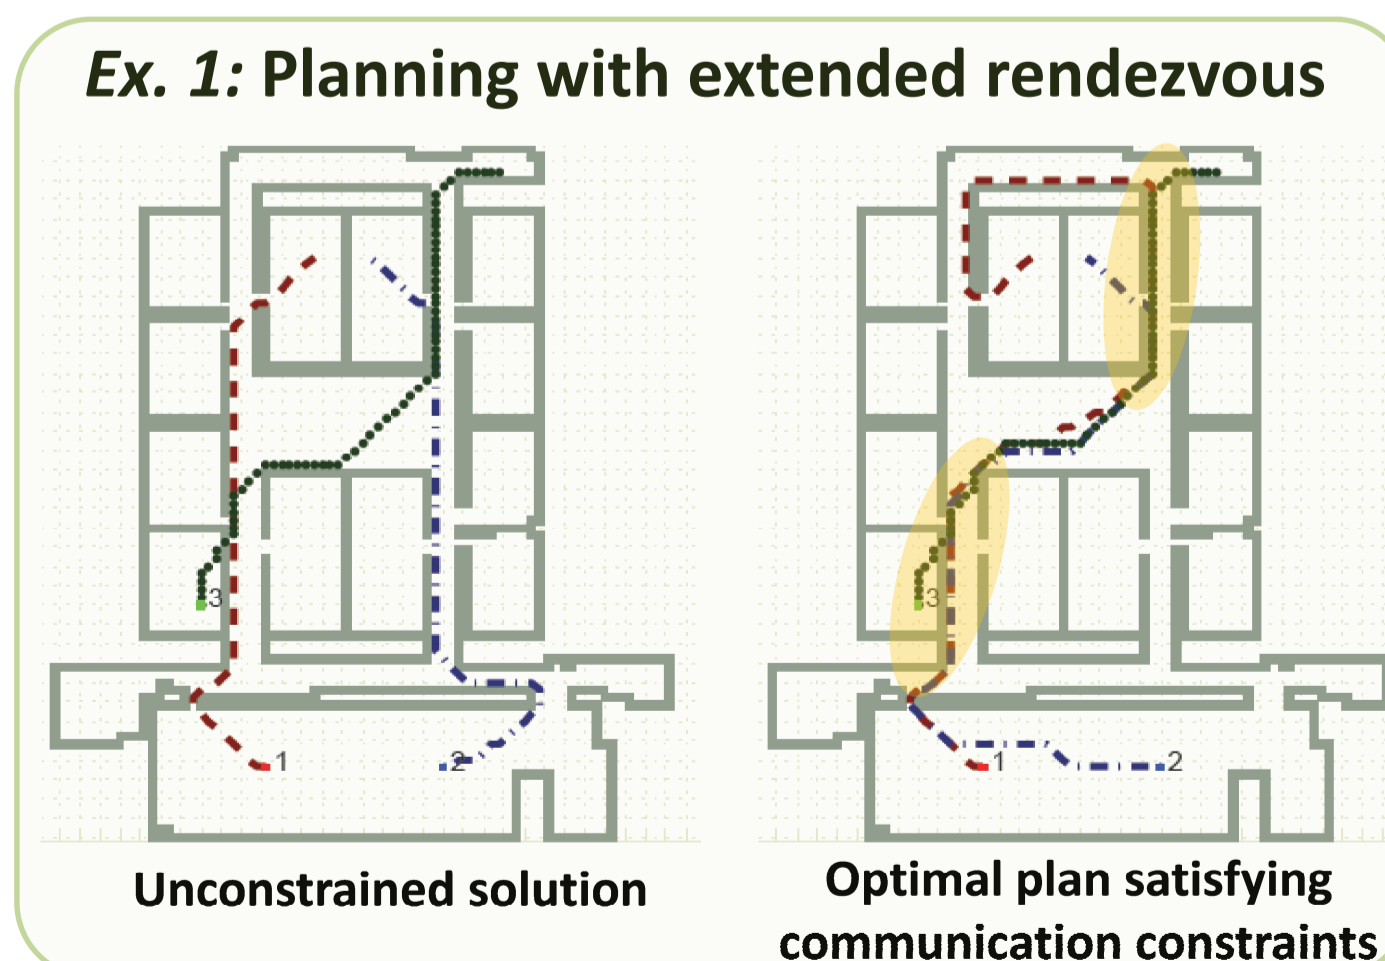 Ex. 1: Planning with extended rendezvous
3
1
2
Unconstrained solution
3
1
2
Optimal plan satisfying
communication constraints